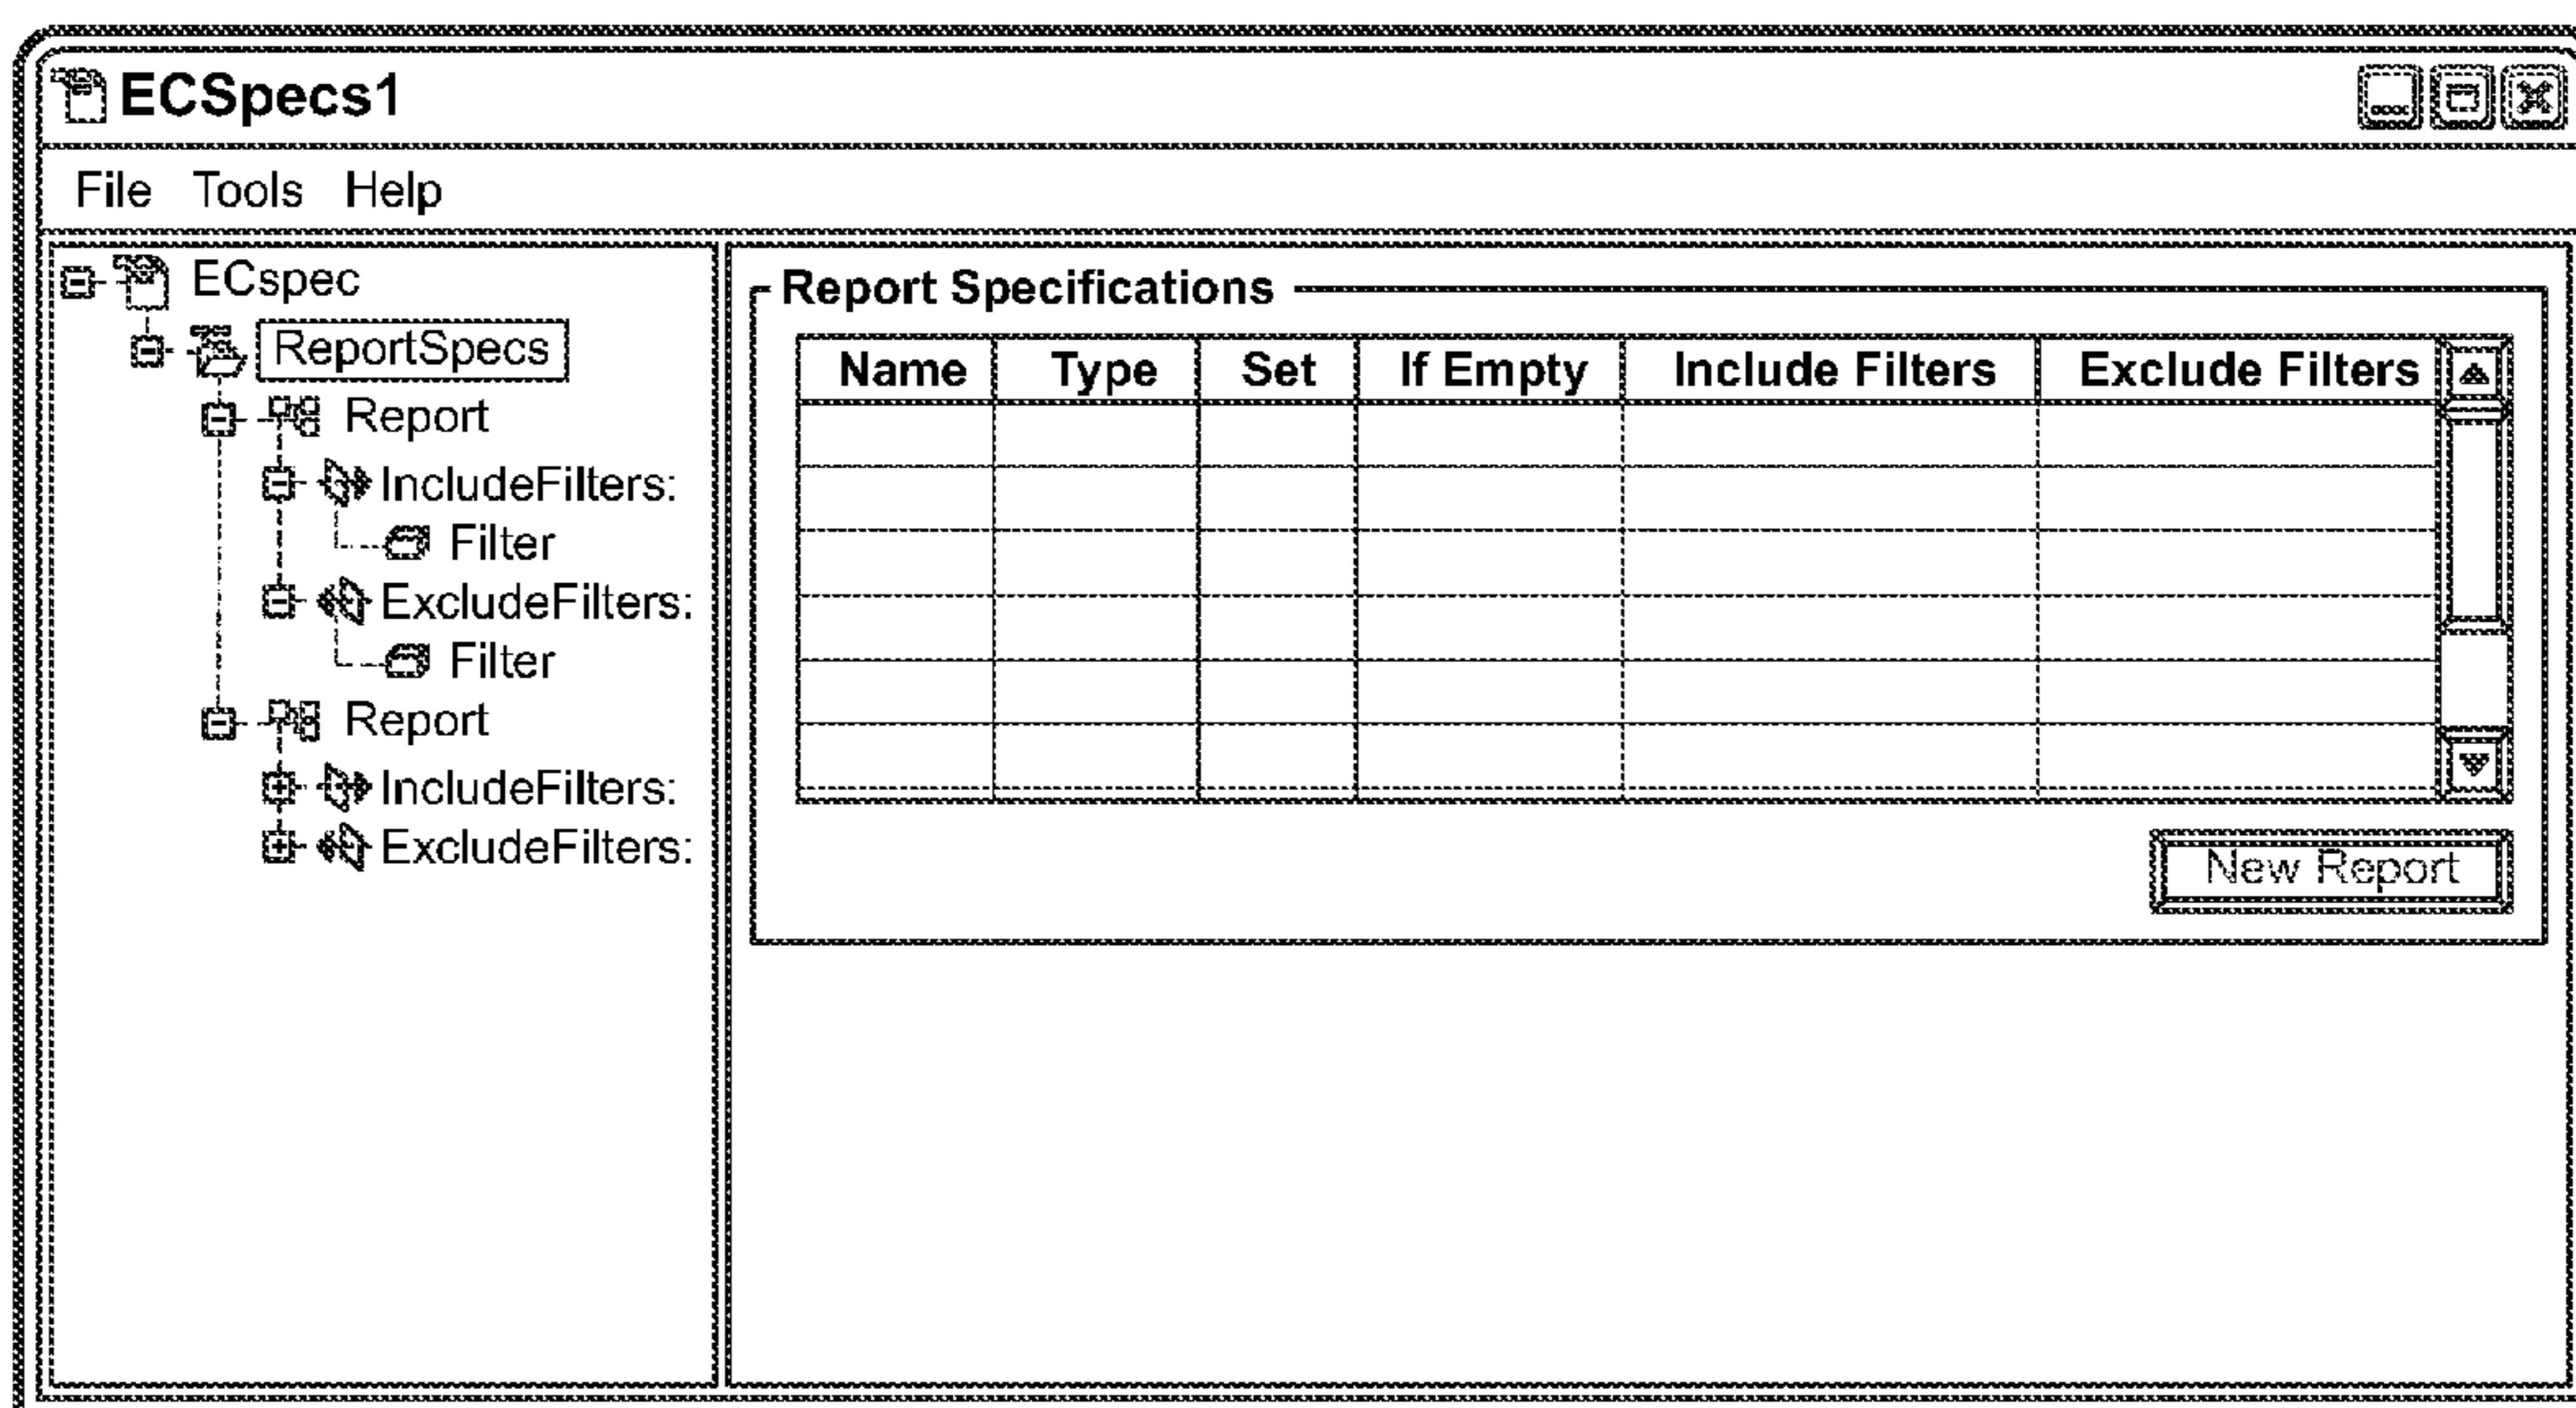 ECSpecs1
File Tools Help
ECspec
ReportSpecs
Report
IncludeFilters:
Filter
ExcludeFilters:
Filter
Report
IncludeFilters:
ExcludeFilters:
Report Specifications
Name Type Set If Empty Include Filters Exclude Filters
New Report